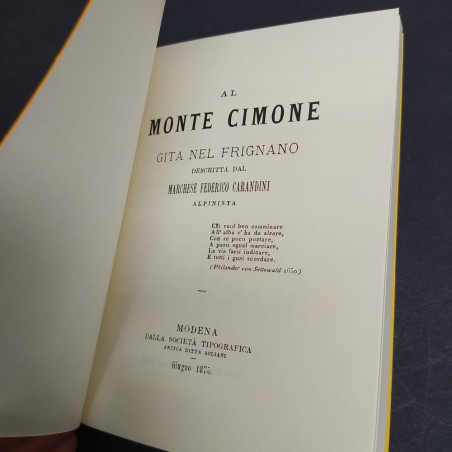 AL
MONTE CIMONE
GITA NEL FRIGNANO
DESCRITTA DAL
MARCHESE FEDERICO CARANDINI
ALPINISTA
Chi vuol ben camminare
All' alba s' ha da alzare,
Con se poco portare,
A passi egual marciare,
La via farsi indicare,
E tutti i guai scordare.
(Philander von Sittewald 1650)
MODENA
DALLA SOCIETÀ TIPOGRAFICA
ANTICA DITTA SOLIANI
Giugno 1875.